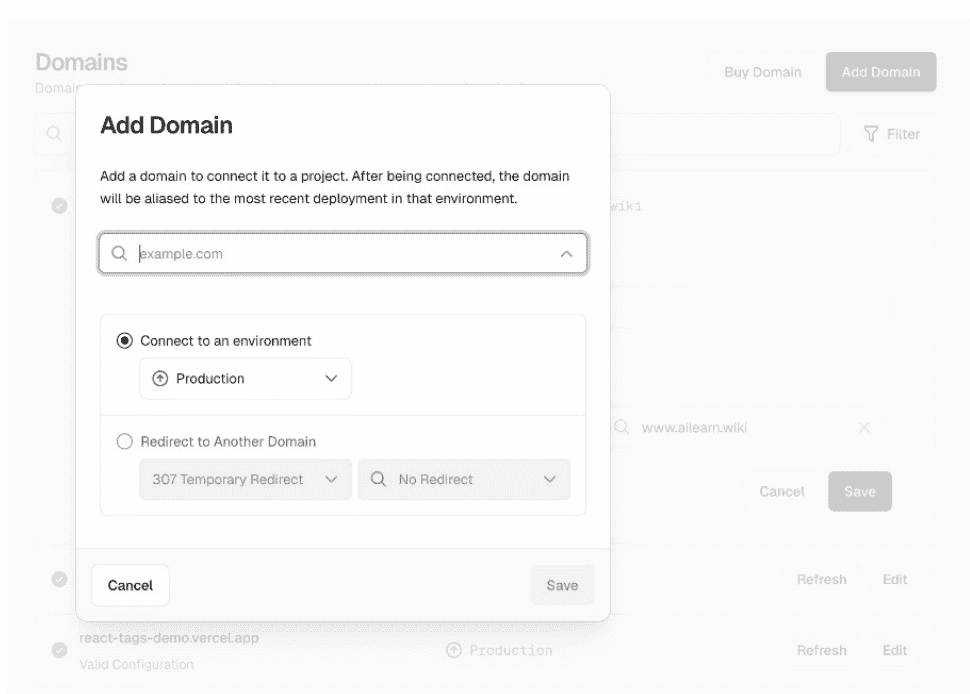 Domains
Buy Domain
Add Domain
Filter
Add Domain
Add a domain to connect it to a project. After being connected, the domain
will be aliased to the most recent deployment in that environment.
example.com
Connect to an environment
Production
Redirect to Another Domain
307 Temporary Redirect
No Redirect
Cancel
Save
wiki
www.ailearn.wiki
Cancel
Save
Refresh
Edit
react-tags-demo.vercel.app
Valid Configuration
Production
Refresh
Edit